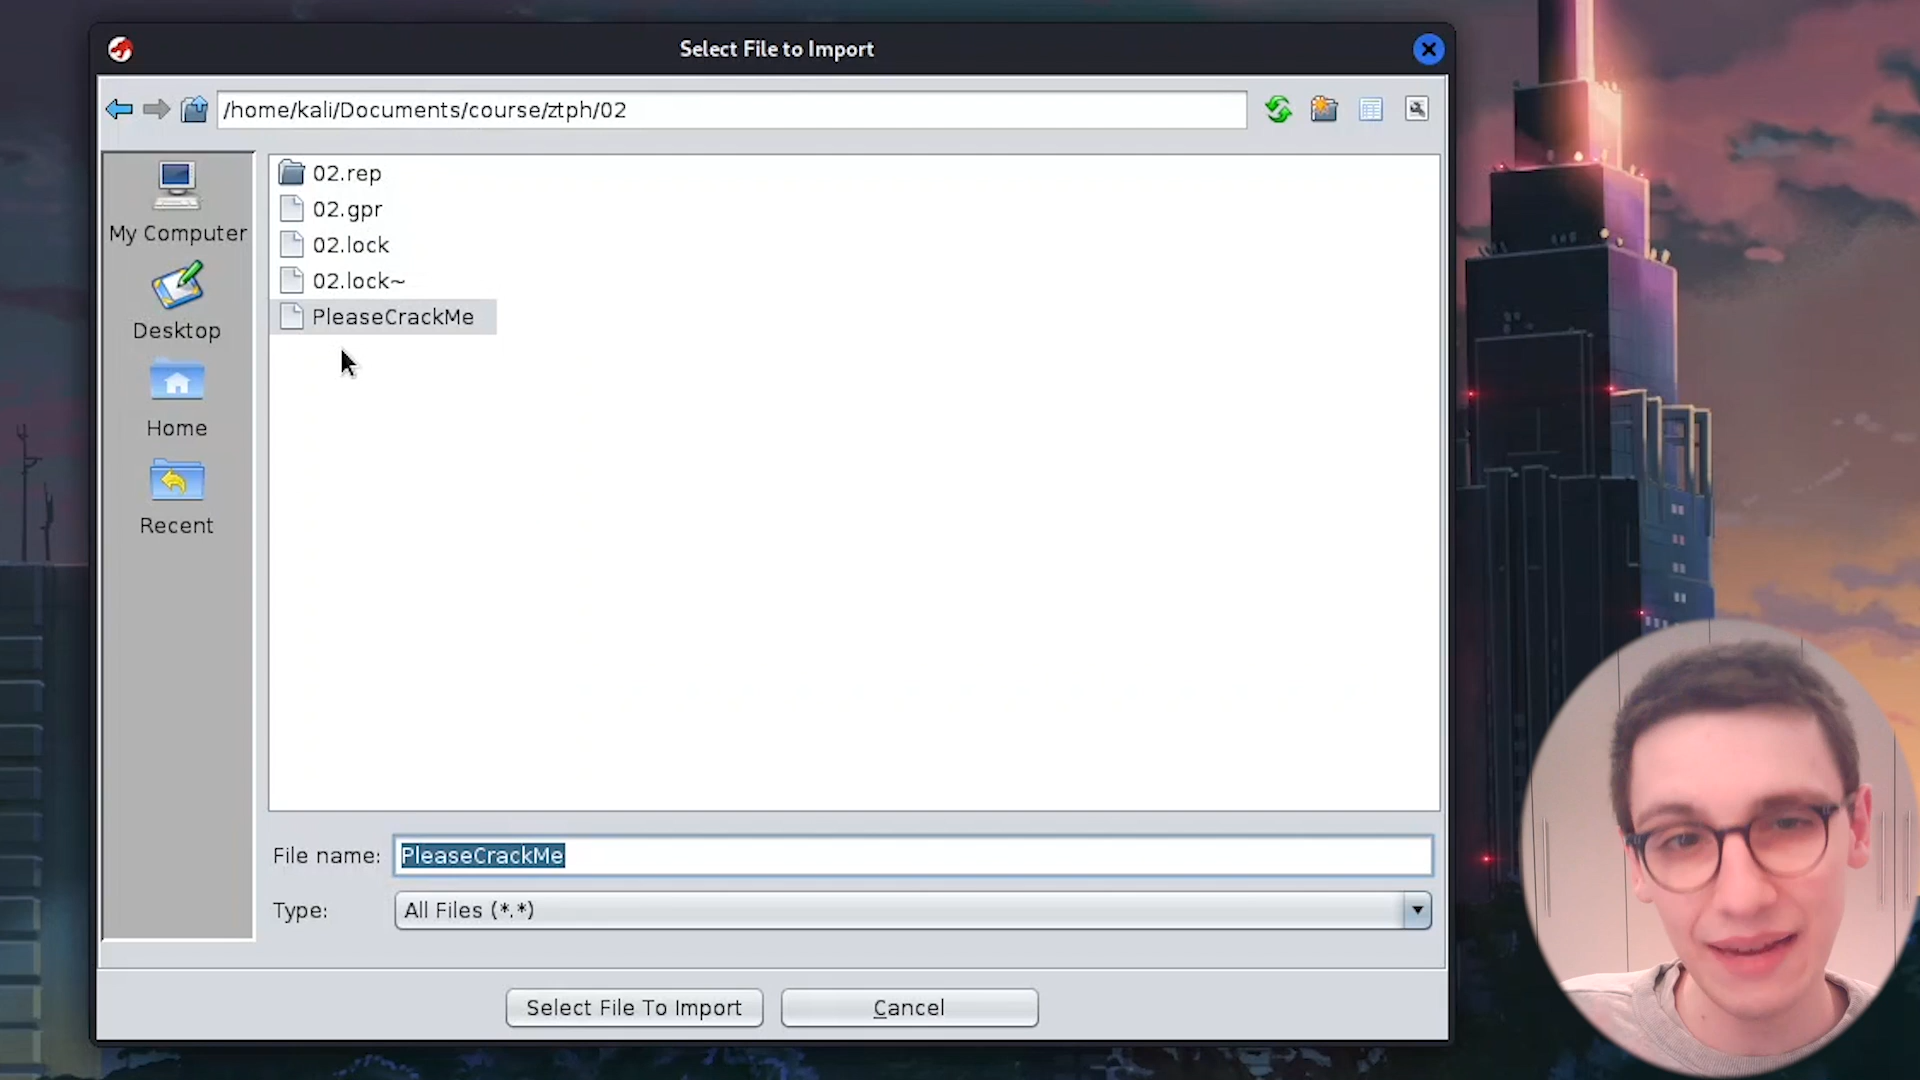 Select File to Import
/home/kali/Documents/course/ztph/02
My Computer
Desktop
Home
Recent
02.rep
02.gpr
02.lock
02.lock~
PleaseCrackMe
File name: PleaseCrackMe
Type: All Files (*.*)
Select File To Import
Cancel